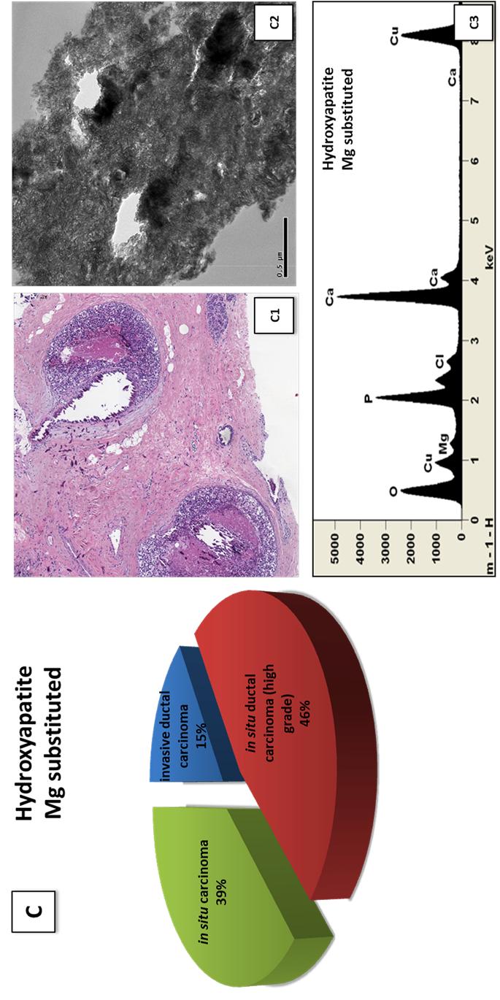 C
Hydroxyapatite
Mg substituted
invasive ductal
carcinoma
15%
in situ ductal
carcinoma (high
grade)
46%
in situ carcinoma
39%
C1
C2
0.5 µm
C3
Hydroxyapatite
Mg substituted
5000
4000
3000
2000
1000
0
O
Cu
Mg
P
Cl
Ca
Ca
Ca
Cu
0
1
2
3
4
5
6
7
8
keV
m - 1 - H